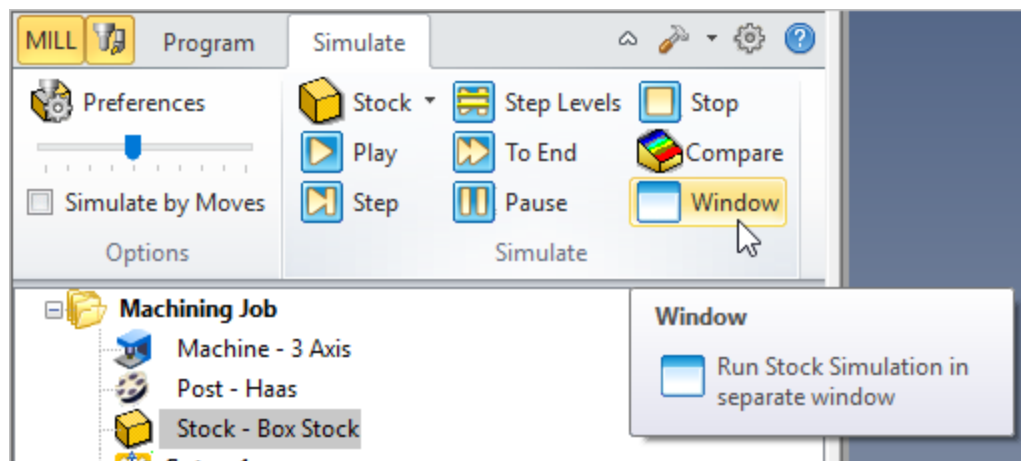 MILL Program Simulate
Preferences Stock Step Levels Stop
Play To End Compare
Simulate by Moves Step Pause Window
Options Simulate
Machining Job
Window
Machine - 3 Axis
Run Stock Simulation in
Post - Haas
separate window
Stock - Box Stock